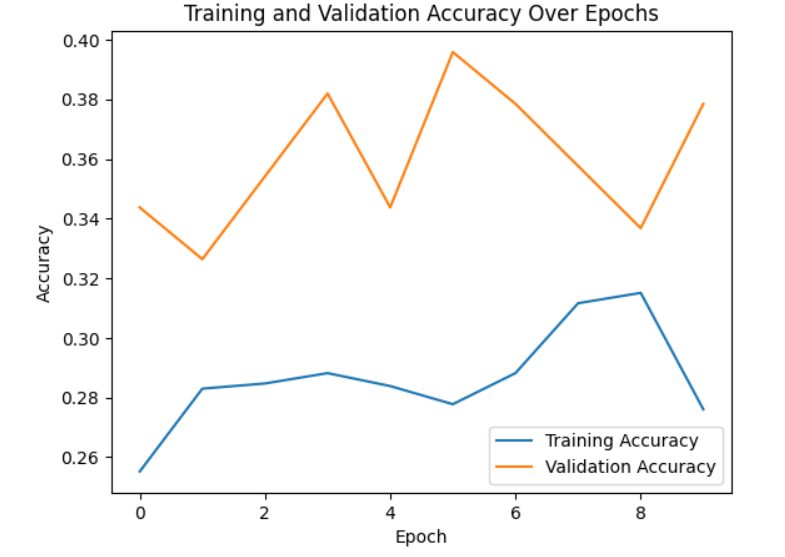 Training and Validation Accuracy Over Epochs
0.40
0.38
0.36
0.34
0.32
0.30
0.28
0.26
Accuracy
Training Accuracy
Validation Accuracy
0 2 4 6 8
Epoch